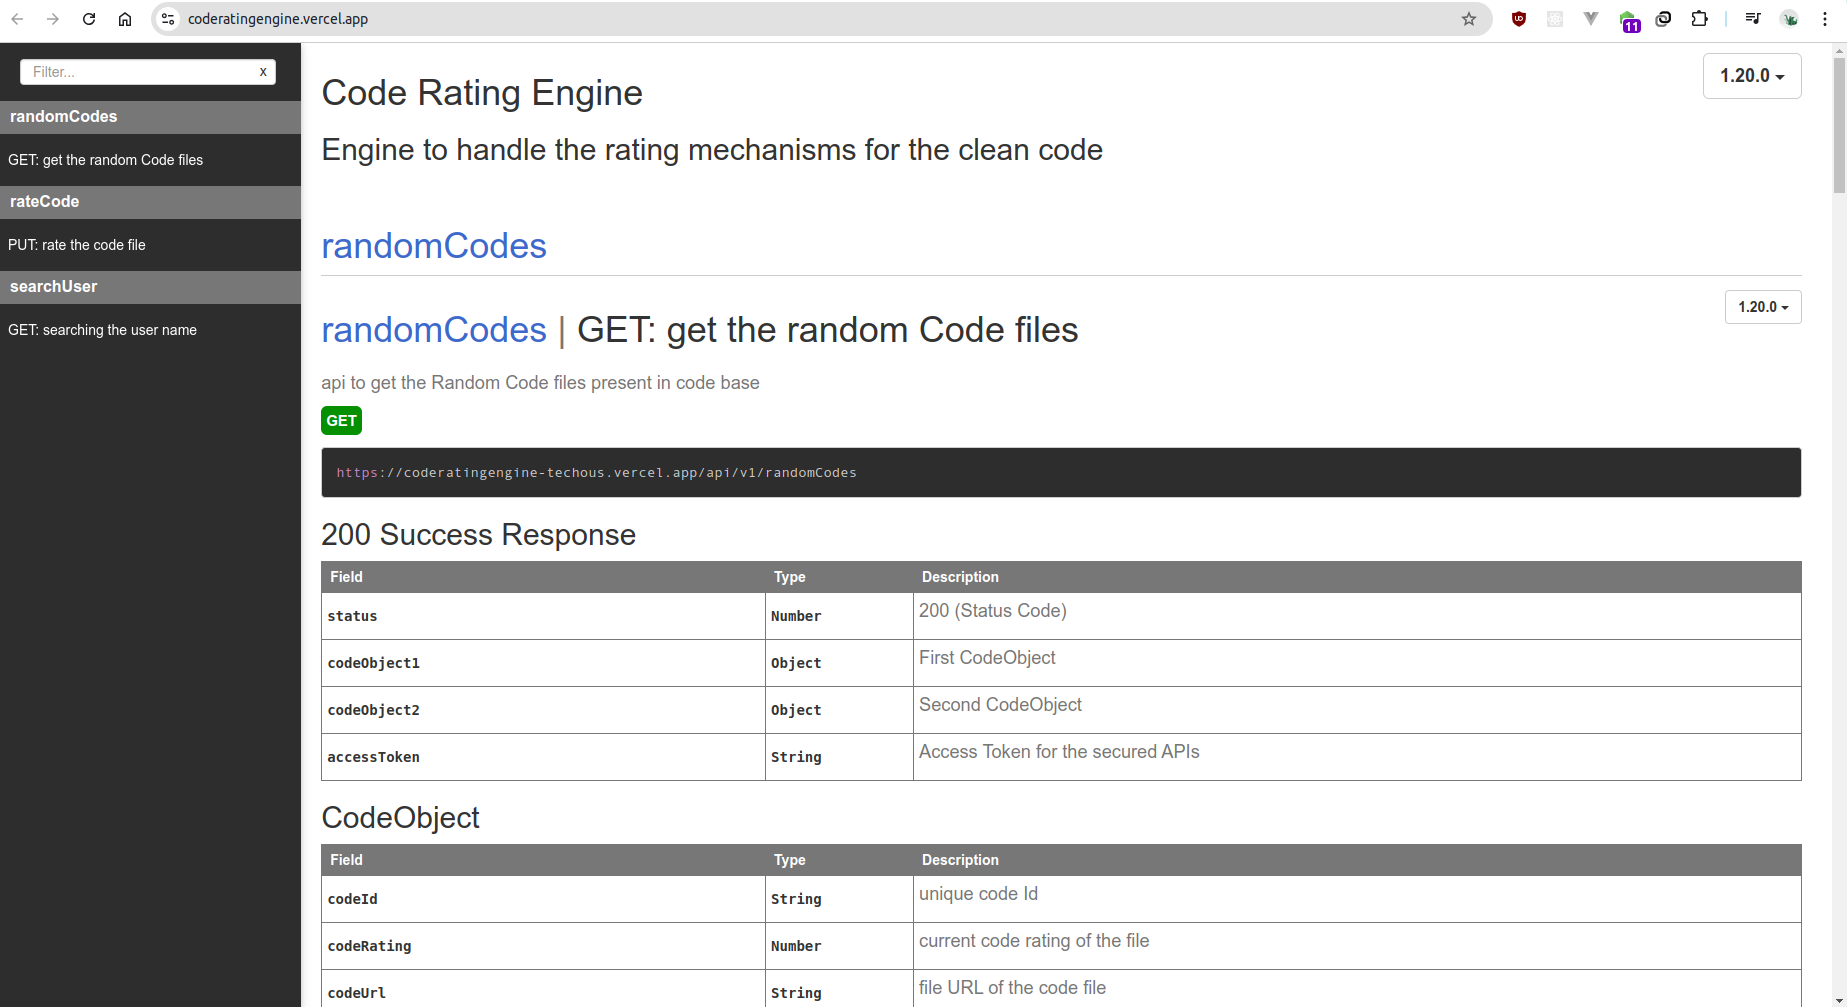 coderatingengine.vercel.app
11
Filter...
x
randomCodes
GET: get the random Code files
rateCode
PUT: rate the code file
searchUser
GET: searching the user name
Code Rating Engine
1.20.0
Engine to handle the rating mechanisms for the clean code
randomCodes
1.20.0
randomCodes | GET: get the random Code files
api to get the Random Code files present in code base
GET
https://coderatingengine-techous.vercel.app/api/v1/randomCodes
200 Success Response
Field Type Description
status Number 200 (Status Code)
codeObject1 Object First CodeObject
codeObject2 Object Second CodeObject
accessToken String Access Token for the secured APIs
CodeObject
Field Type Description
codeId String unique code Id
codeRating Number current code rating of the file
codeUrl String file URL of the code file